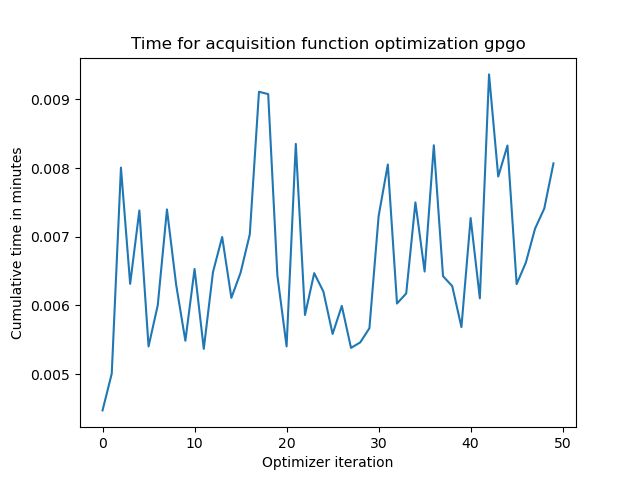 Time for acquisition function optimization gpgo
Cumulative time in minutes
0.009
0.008
0.007
0.006
0.005
0 10 20 30 40 50
Optimizer iteration